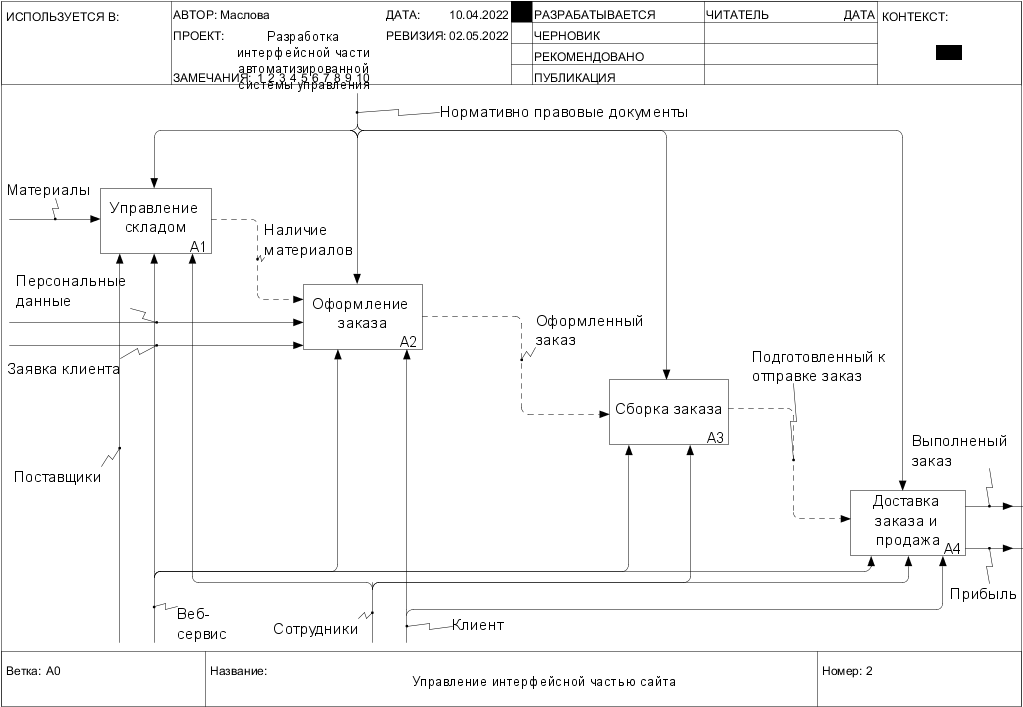 ИСПОЛЬЗУЕТСЯ В:
АВТОР: Маслова
ДАТА: 10.04.2022
РАЗРАБАТЫВАЕТСЯ
ЧИТАТЕЛЬ
ДАТА
КОНТЕКСТ:
ПРОЕКТ: Разработка
интерфейсной части
автоматизированной
системы управления
РЕВИЗИЯ: 02.05.2022
ЧЕРНОВИК
РЕКОМЕНДОВАНО
ЗАМЕЧАНИЯ: 1 2 3 4 5 6 7 8 9 10
ПУБЛИКАЦИЯ
Нормативно правовые документы
Материалы
Управление
складом
A1
Наличие
материалов
Персональные
данные
Оформление
заказа
A2
Заявка клиента
Оформленный
заказ
Подготовленный к
отправке заказ
Сборка заказа
A3
Выполненый
заказ
Поставщики
Доставка
заказа и
продажа
A4
Прибыль
Веб-
сервис
Сотрудники
Клиент
Ветка: A0
Название:
Управление интерфейсной частью сайта
Номер: 2